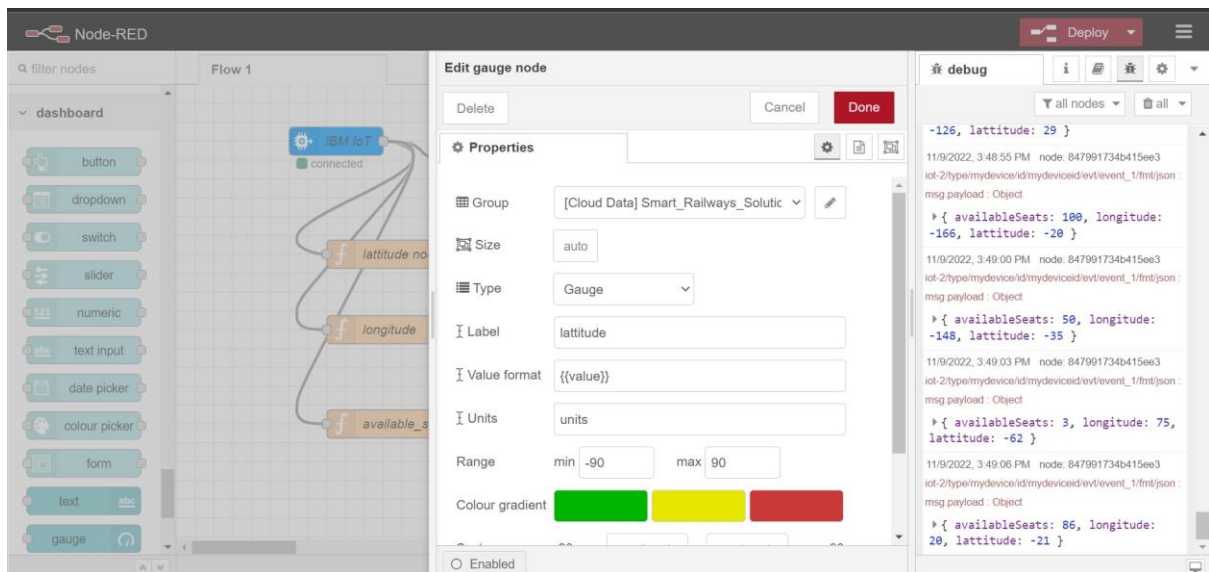 Node-RED
Deploy
filter nodes
Flow 1
dashboard
button
dropdown
switch
slider
123 numeric
abc text input
date picker
colour picker
form
text abc
gauge
IBM IoT
connected
lattitude no
longitude
available_s
Edit gauge node
Delete
Cancel
Done
Properties
Group
[Cloud Data] Smart_Railways_Solutic
Size
auto
Type
Gauge
Label
lattitude
Value format
{{value}}
Units
units
Range
min -90
max 90
Colour gradient
Enabled
debug
i
all nodes
all
-126, lattitude: 29 }
11/9/2022, 3:48:55 PM node: 847991734b415ee3
iot-2/type/mydevice/id/mydeviceid/evt/event_1/fmt/json :
msg.payload : Object
{ availableSeats: 100, longitude:
-166, lattitude: -20 }
11/9/2022, 3:49:00 PM node: 847991734b415ee3
iot-2/type/mydevice/id/mydeviceid/evt/event_1/fmt/json :
msg.payload : Object
{ availableSeats: 50, longitude:
-148, lattitude: -35 }
11/9/2022, 3:49:03 PM node: 847991734b415ee3
iot-2/type/mydevice/id/mydeviceid/evt/event_1/fmt/json :
msg.payload : Object
{ availableSeats: 3, longitude: 75,
lattitude: -62 }
11/9/2022, 3:49:06 PM node: 847991734b415ee3
iot-2/type/mydevice/id/mydeviceid/evt/event_1/fmt/json :
msg.payload : Object
{ availableSeats: 86, longitude:
20, lattitude: -21 }